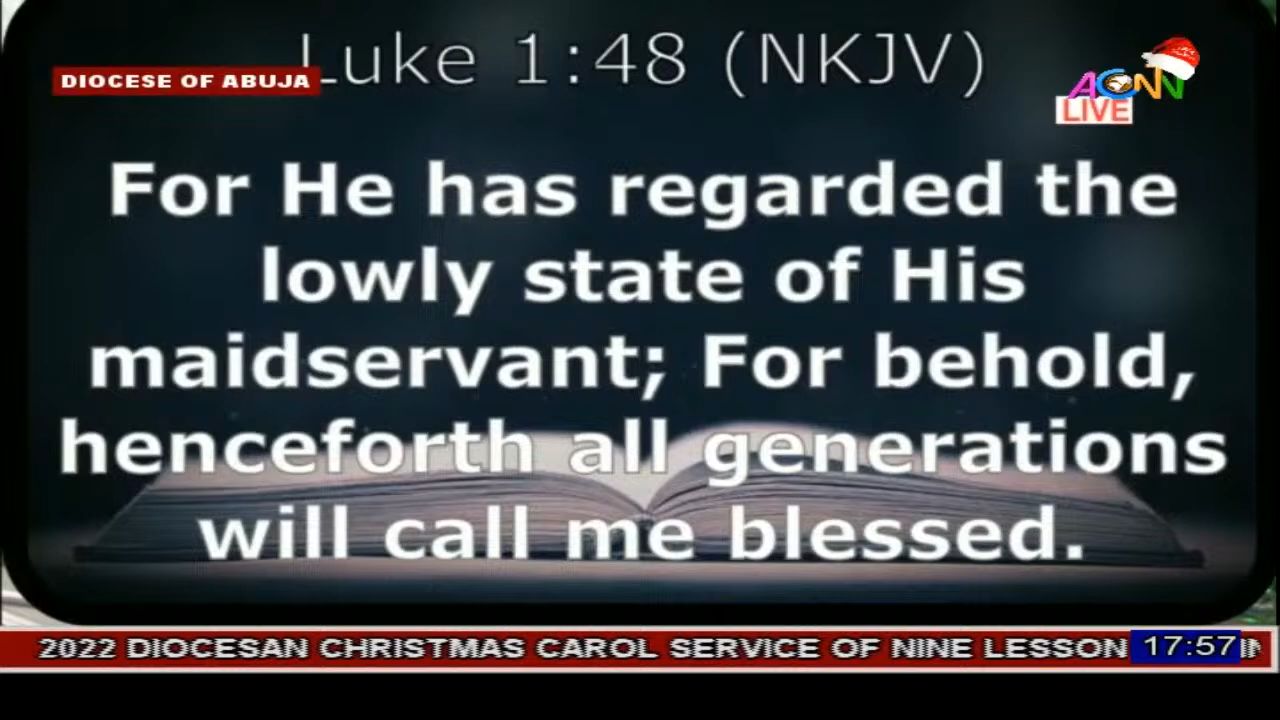 Luke 1:48 (NKJV)
DIOCESE OF ABUJA
ACNN
LIVE
For He has regarded the
lowly state of His
maidservant; For behold,
henceforth all generations
will call me blessed.
2022 DIOCESAN CHRISTMAS CAROL SERVICE OF NINE LESSON
17:57